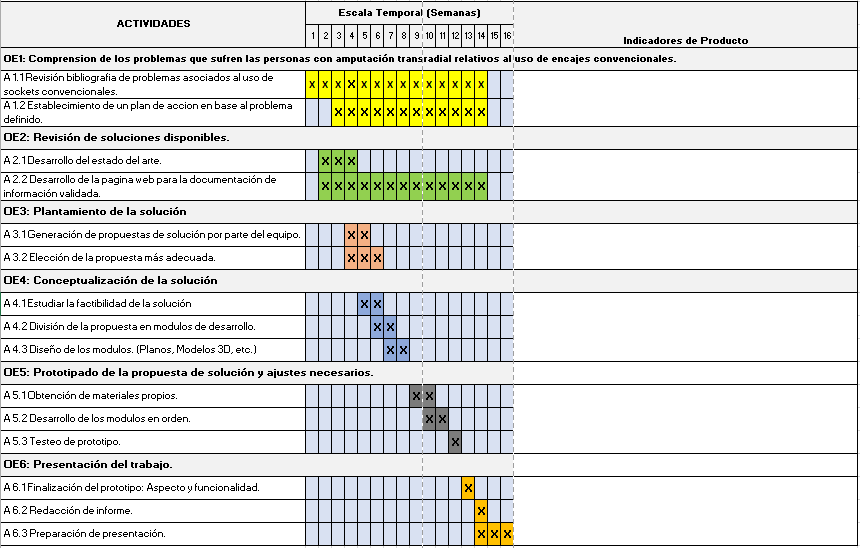 ACTIVIDADES
Escala Temporal (Semanas)
1 2 3 4 5 6 7 8 9 10 11 12 13 14 15 16
Indicadores de Producto
OE1: Comprension de los problemas que sufren las personas con amputación transradial relativos al uso de encajes convencionales.
A 1.1 Revisión bibliografia de problemas asociados al uso de
sockets convencionales.
X X X X X X X X X X X X X X
A 1.2 Establecimiento de un plan de accion en base al problema
definido.
X X X X X X X X X X X X
OE2: Revisión de soluciones disponibles.
A 2.1 Desarrollo del estado del arte.
X X X
A 2.2 Desarrollo de la pagina web para la documentación de
información validada.
X X X X X X X X X X X X X
OE3: Plantamiento de la solución
A 3.1 Generación de propuestas de solución por parte del equipo.
X X
A 3.2 Elección de la propuesta más adecuada.
X X X
OE4: Conceptualización de la solución
A 4.1 Estudiar la factibilidad de la solución
X X
A 4.2 División de la propuesta en modulos de desarrollo.
X X
A 4.3 Diseño de los modulos. (Planos, Modelos 3D, etc.)
X X
OE5: Prototipado de la propuesta de solución y ajustes necesarios.
A 5.1 Obtención de materiales propios.
X X
A 5.2 Desarrollo de los modulos en orden.
X X
A 5.3 Testeo de prototipo.
X
OE6: Presentación del trabajo.
A 6.1 Finalización del prototipo: Aspecto y funcionalidad.
X
A 6.2 Redacción de informe.
X
A 6.3 Preparación de presentación.
X X X